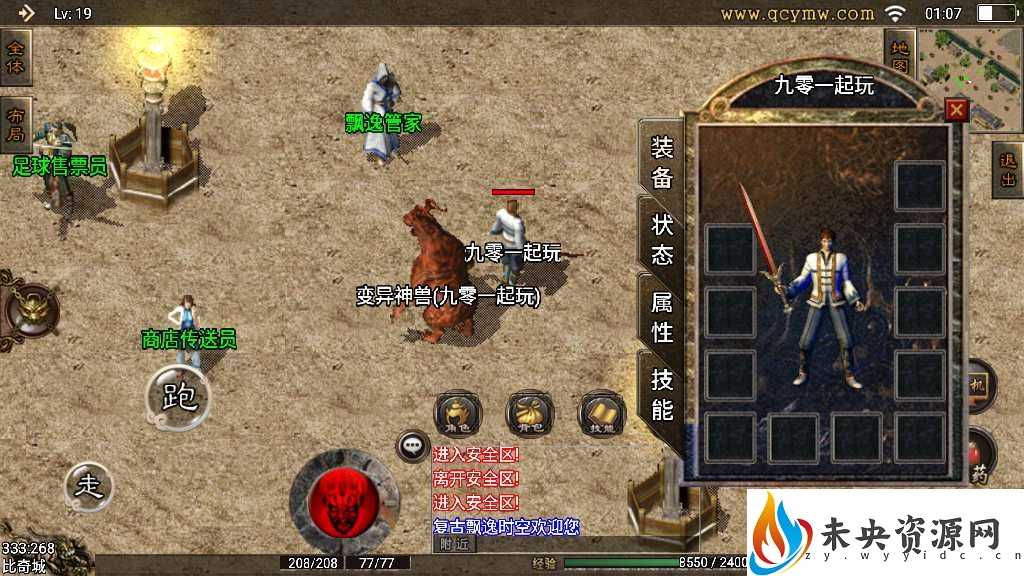 Lv: 19
www.qcymw.com
01:07
全体
地图
九零一起玩
布局
飘逸管家
足球售票员
装备
退出
状态
九零一起玩
变异神兽(九零一起玩)
属性
商店传送员
技能
跑
机
角色
背包
技能
进入安全区!
离开安全区!
药
走
进入安全区!
复古飘逸时空欢迎您
附近
333:268
比奇城
208/208
77/77
经验
8550 / 2400
未央资源网
zy.wyyidc.cn